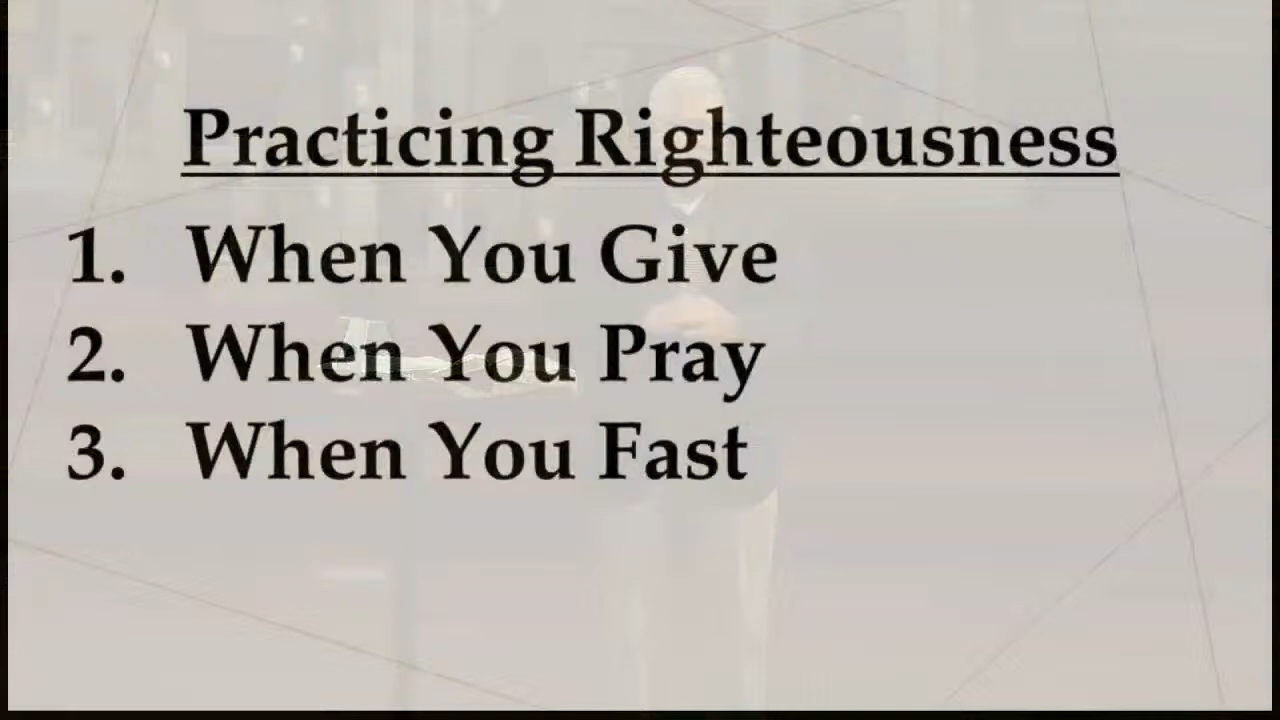 Practicing Righteousness
1. When You Give
2. When You Pray
3. When You Fast